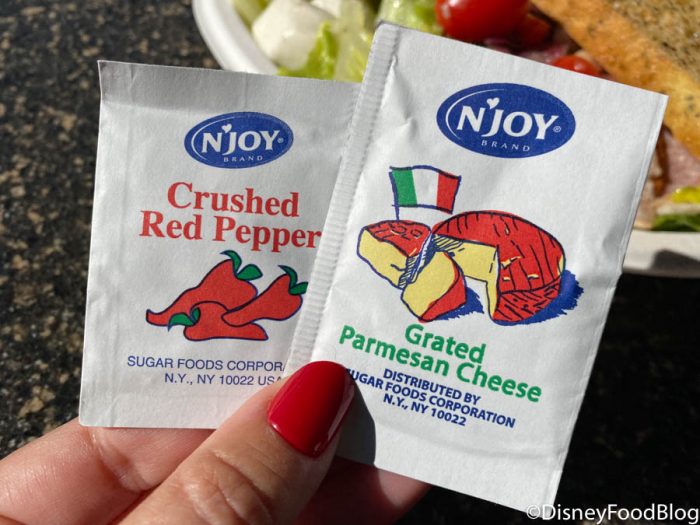 N'JOY®
BRAND
Crushed
Red Pepper
SUGAR FOODS CORPORA
N.Y., NY 10022 USA
N'JOY®
BRAND
Grated
Parmesan Cheese
DISTRIBUTED BY
SUGAR FOODS CORPORATION
N.Y., NY 10022
©DisneyFoodBlog